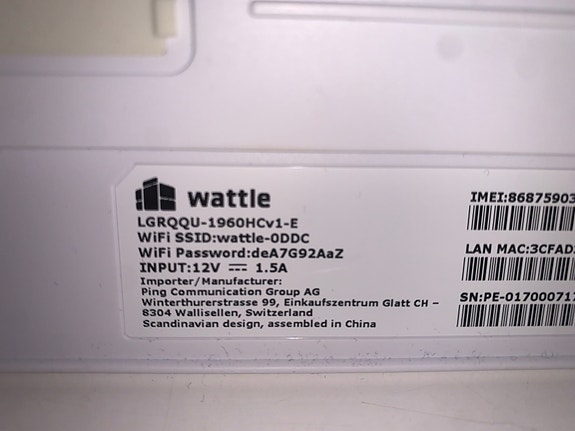 wattle
LGRQQU-1960HCv1-E
WiFi SSID:wattle-0DDC
WiFi Password:deA7G92AaZ
INPUT:12V ⎓ 1.5A
Importer/Manufacturer:
Ping Communication Group AG
Winterthurerstrasse 99, Einkaufszentrum Glatt CH -
8304 Wallisellen, Switzerland
Scandinavian design, assembled in China
IMEI:86875903
LAN MAC:3CFAD
SN:PE-01700071